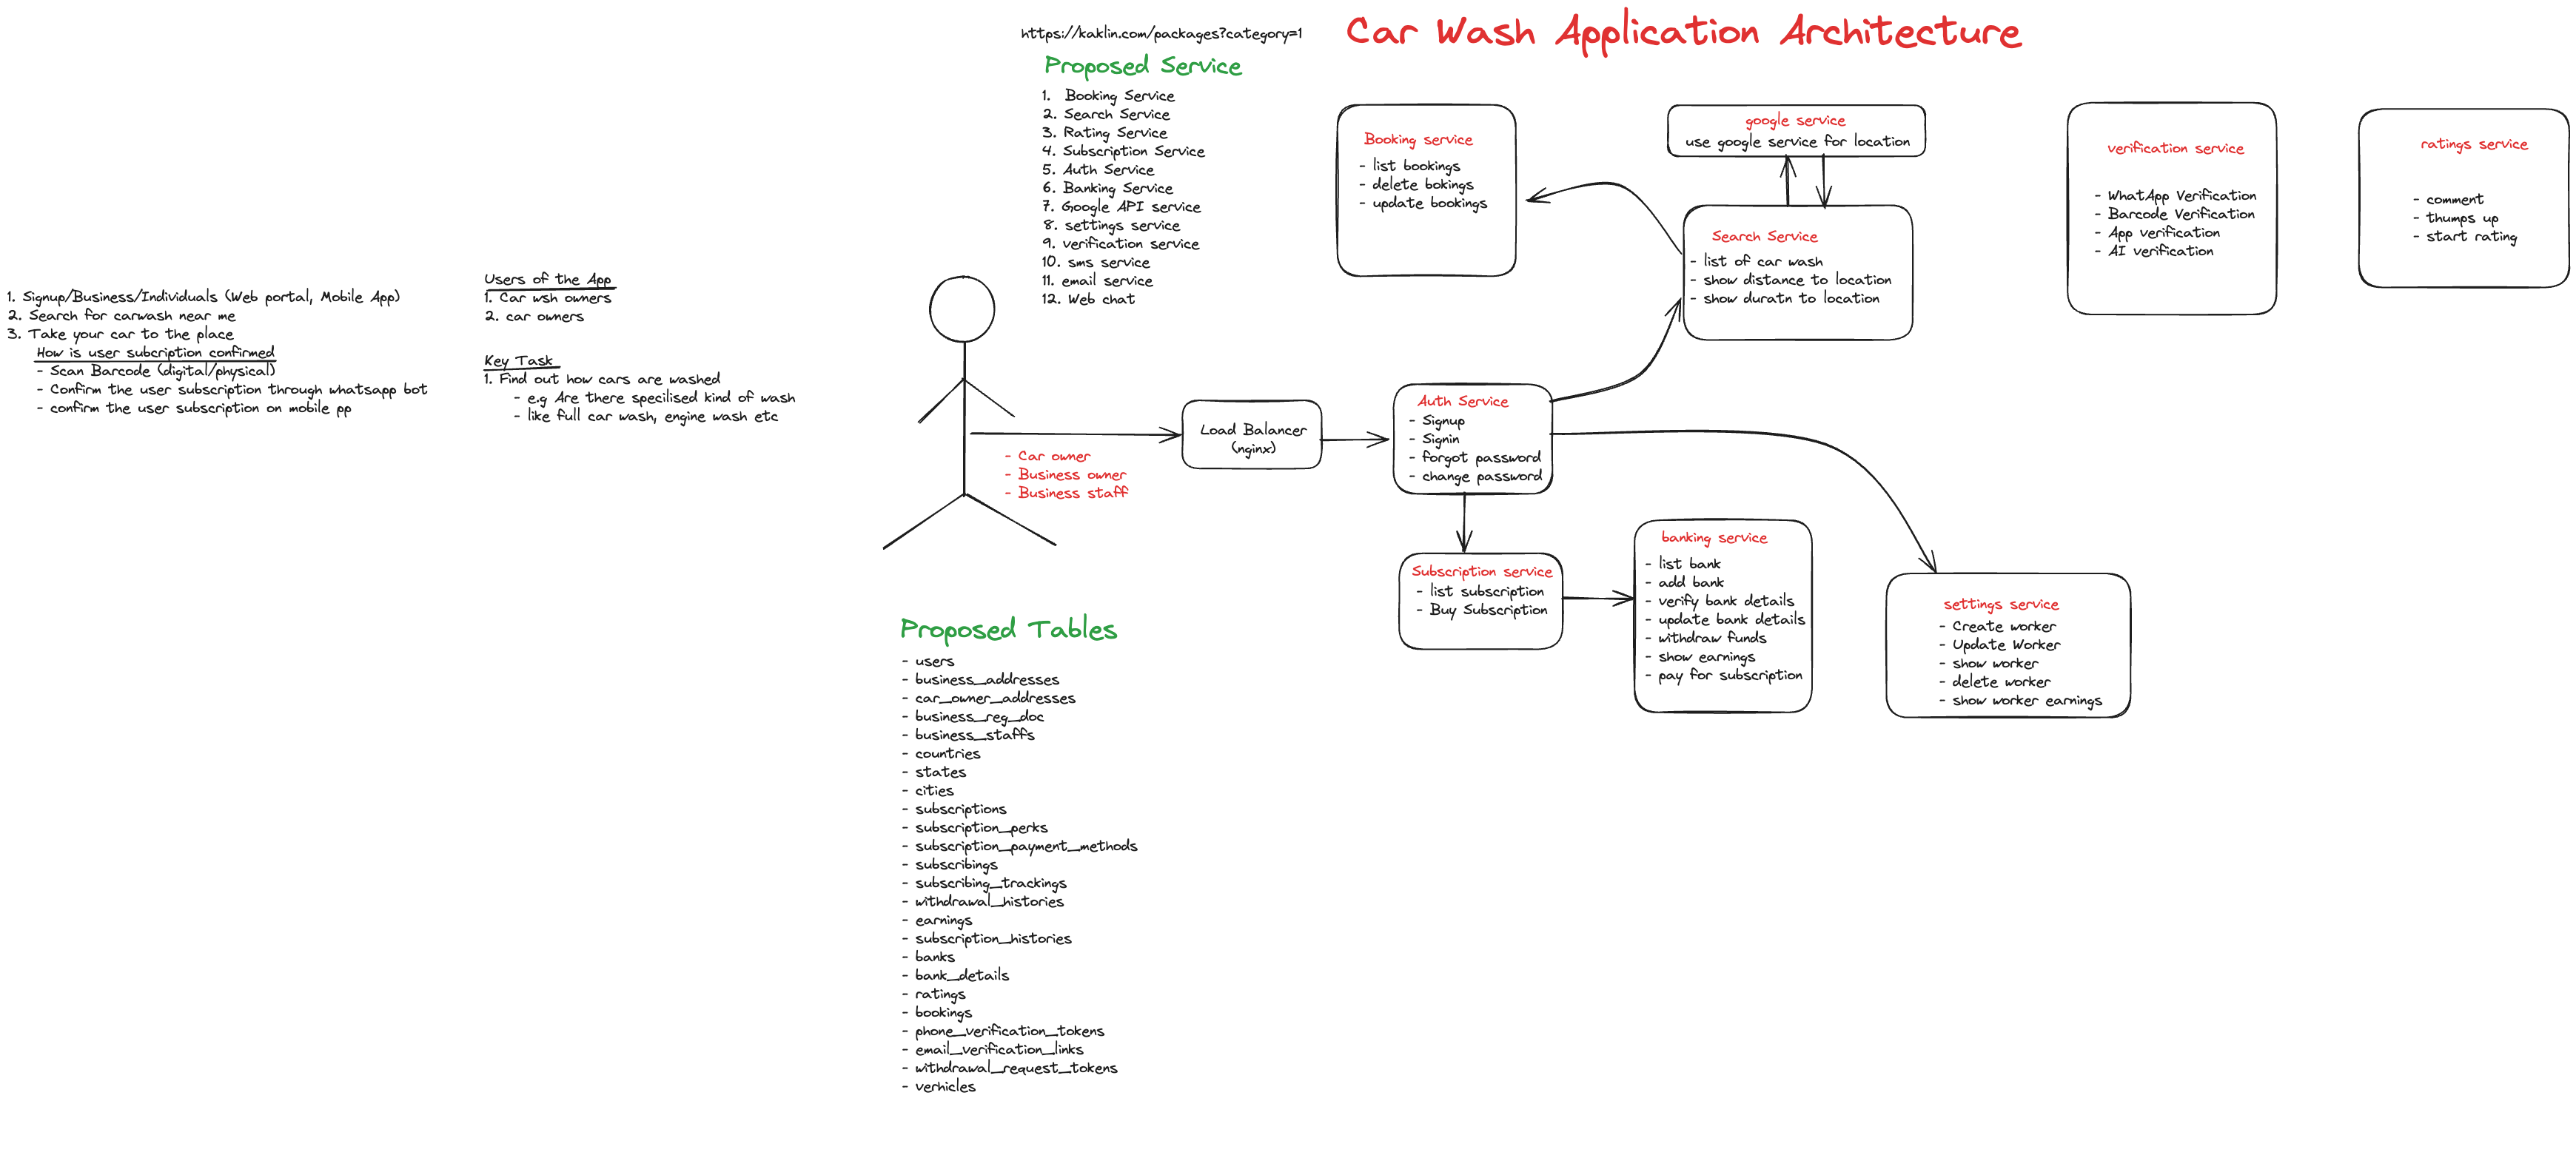 https://kaklin.com/packages?category=1
Car Wash Application Architecture
Proposed Service
1. Booking Service
2. Search Service
3. Rating Service
4. Subscription Service
5. Auth Service
6. Banking Service
7. Google API service
8. settings service
9. verification service
10. sms service
11. email service
12. Web chat
1. Signup/Business/Individuals (Web portal, Mobile App)
2. Search for carwash near me
3. Take your car to the place
How is user subcription confirmed
- Scan Barcode (digital/physical)
- Confirm the user subscription through whatsapp bot
- confirm the user subscription on mobile pp
Users of the App
1. Car wsh owners
2. car owners
Key Task
1. Find out how cars are washed
- e.g Are there specilised kind of wash
- like full car wash, engine wash etc
- Car owner
- Business owner
- Business staff
Load Balancer
(nginx)
Auth Service
- Signup
- Signin
- forgot password
- change password
Booking service
- list bookings
- delete bokings
- update bookings
google service
use google service for location
Search Service
- list of car wash
- show distance to location
- show duratn to location
verification service
- WhatApp Verification
- Barcode Verification
- App verification
- AI verification
ratings service
- comment
- thumps up
- start rating
Subscription service
- list subscription
- Buy Subscription
banking service
- list bank
- add bank
- verify bank details
- update bank details
- withdraw funds
- show earnings
- pay for subscription
settings service
- Create worker
- Update Worker
- show worker
- delete worker
- show worker earnings
Proposed Tables
- users
- business_addresses
- car_owner_addresses
- business_reg_doc
- business_staffs
- countries
- states
- cities
- subscriptions
- subscription_perks
- subscription_payment_methods
- subscribings
- subscribing_trackings
- withdrawal_histories
- earnings
- subscription_histories
- banks
- bank_details
- ratings
- bookings
- phone_verification_tokens
- email_verification_links
- withdrawal_request_tokens
- verhicles